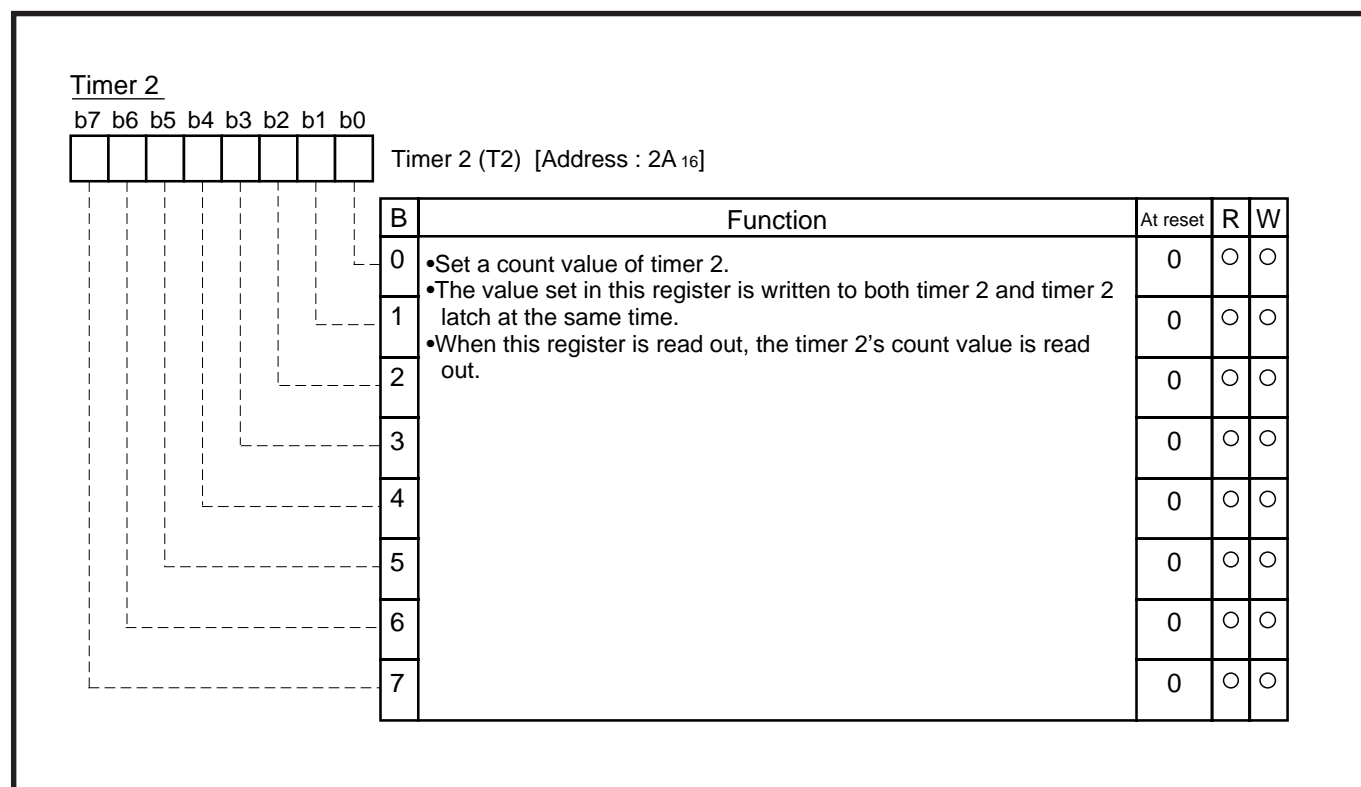 Timer 2
b7 b6 b5 b4 b3 b2 b1 b0
Timer 2 (T2) [Address : 2A 16]
B Function At reset R W
0 •Set a count value of timer 2. 0 ○ ○
•The value set in this register is written to both timer 2 and timer 2
1 latch at the same time. 0 ○ ○
•When this register is read out, the timer 2’s count value is read
2 out. 0 ○ ○
3 0 ○ ○
4 0 ○ ○
5 0 ○ ○
6 0 ○ ○
7 0 ○ ○